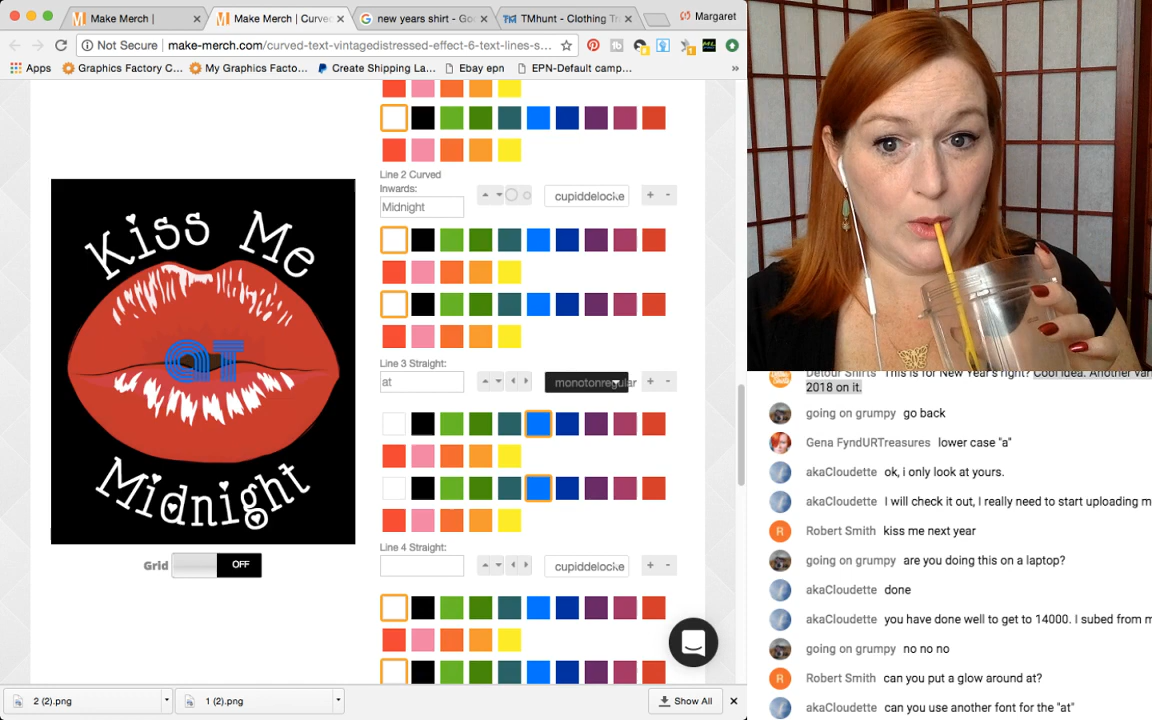 Make Merch |
Make Merch | Curve
new years shirt - Go
TMhunt - Clothing Tr
Margaret
Not Secure
make-merch.com/curved-text-vintagedistressed-effect-6-text-lines-s...
Apps
Graphics Factory C...
My Graphics Facto...
Create Shipping La...
Ebay epn
EPN-Default camp...
»
Line 2 Curved
Inwards:
Midnight
cupiddelocke
+ -
Line 3 Straight:
at
monotonregular
+ -
Line 4 Straight:
cupiddelocke
+ -
Kiss Me
at
Midnight
Grid
OFF
2 (2).png
1 (2).png
Show All
Detour Shirts This is for New Year's right? Cool idea. Another var
2018 on it.
going on grumpy go back
Gena FyndURTreasures lower case "a"
akaCloudette ok, i only look at yours.
akaCloudette I will check it out, I really need to start uploading m
R
Robert Smith kiss me next year
going on grumpy are you doing this on a laptop?
akaCloudette done
akaCloudette you have done well to get to 14000. I subed from m
going on grumpy no no no
R
Robert Smith can you put a glow around at?
akaCloudette can you use another font for the "at"